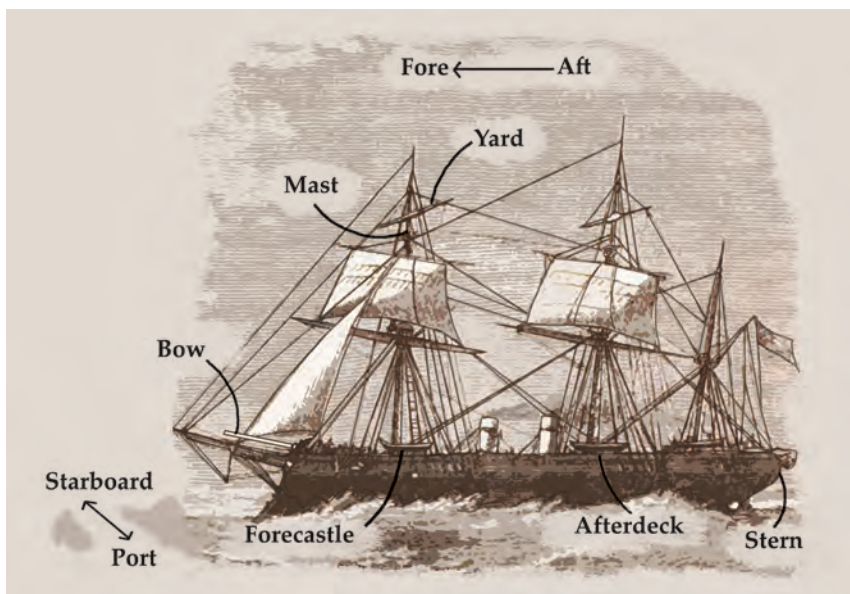 Fore Aft
Yard
Mast
Bow
Starboard
Port
Forecastle
Afterdeck
Stern